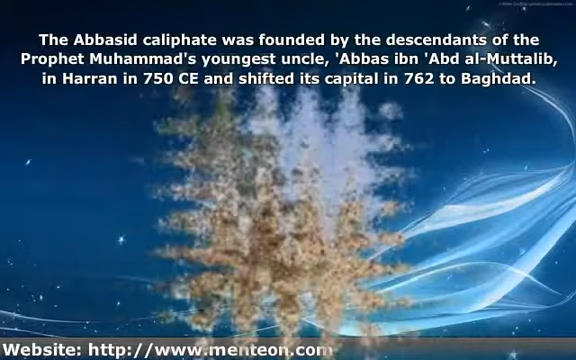 The Abbasid caliphate was founded by the descendants of the
Prophet Muhammad's youngest uncle, 'Abbas ibn 'Abd al-Muttalib,
in Harran in 750 CE and shifted its capital in 762 to Baghdad.
Website: http://www.menteon.com